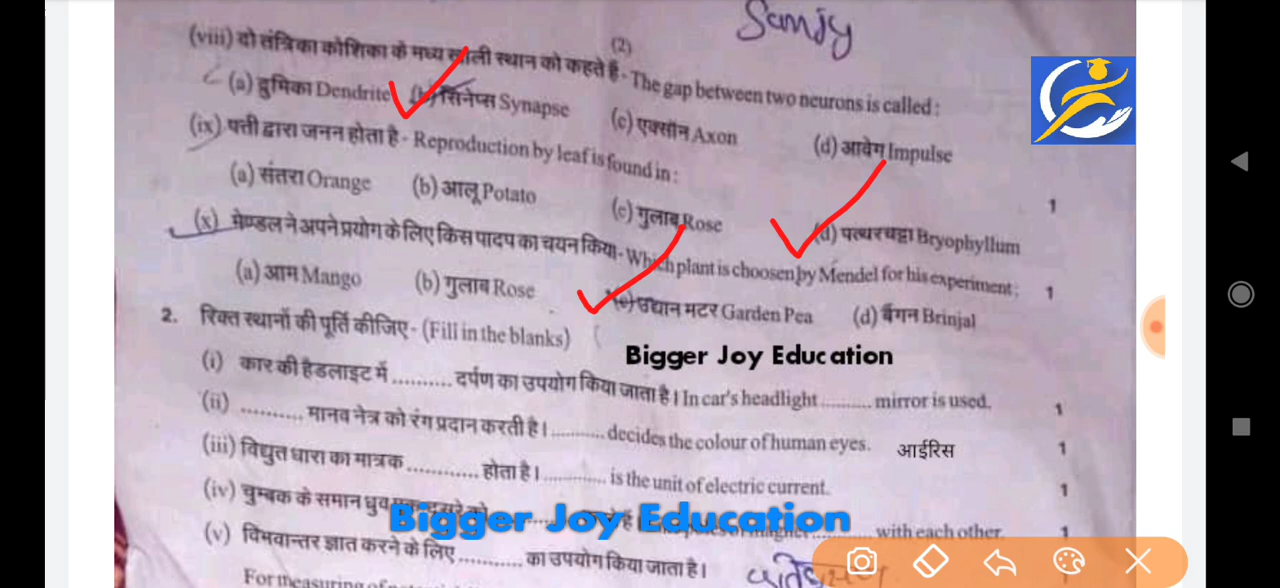 Sanjy
(2)
(viii) दो तंत्रिका कोशिका के मध्य खाली स्थान को कहते है - The gap between two neurons is called :
(a) द्रुमिका Dendrite (b) सिनेप्स Synapse (c) एक्सॉन Axon (d) आवेग Impulse
(ix) पत्ती द्वारा जनन होता है - Reproduction by leaf is found in : 1
(a) संतरा Orange (b) आलू Potato (c) गुलाब Rose (d) पत्थरचट्टा Bryophyllum
(x) मेण्डल ने अपने प्रयोग के लिए किस पादप का चयन किया- Which plant is choosen by Mendel for his experiment : 1
(a) आम Mango (b) गुलाब Rose (c) उद्यान मटर Garden Pea (d) बैंगन Brinjal
2. रिक्त स्थानों की पूर्ति कीजिए - (Fill in the blanks)
Bigger Joy Education
(i) कार की हैडलाइट में .......... दर्पण का उपयोग किया जाता है। In car's headlight .......... mirror is used. 1
(ii) .......... मानव नेत्र को रंग प्रदान करती है। .......... decides the colour of human eyes. आईरिस 1
(iii) विद्युत धारा का मात्रक ............ होता है। ............ is the unit of electric current. 1
(iv) चुम्बक के समान ध्रुव with each other. 1
Bigger Joy Education
(v) विभवान्तर ज्ञात करने के लिए ............ का उपयोग किया जाता है।
For measuring of